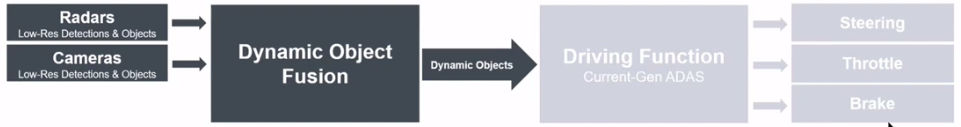 Radars
Low-Res Detections & Objects
Cameras
Low-Res Detections & Objects
Dynamic Object
Fusion
Dynamic Objects
Driving Function
Current-Gen ADAS
Steering
Throttle
Brake